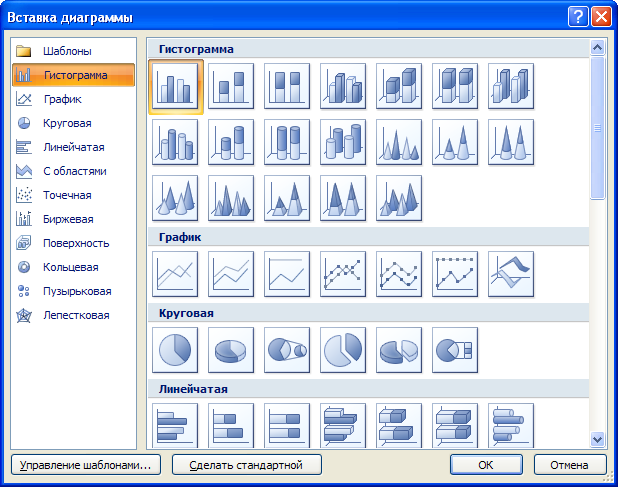 Вставка диаграммы
Шаблоны
Гистограмма
График
Круговая
Линейчатая
С областями
Точечная
Биржевая
Поверхность
Кольцевая
Пузырьковая
Лепестковая
Гистограмма
График
Круговая
Линейчатая
Управление шаблонами...
Сделать стандартной
ОК
Отмена